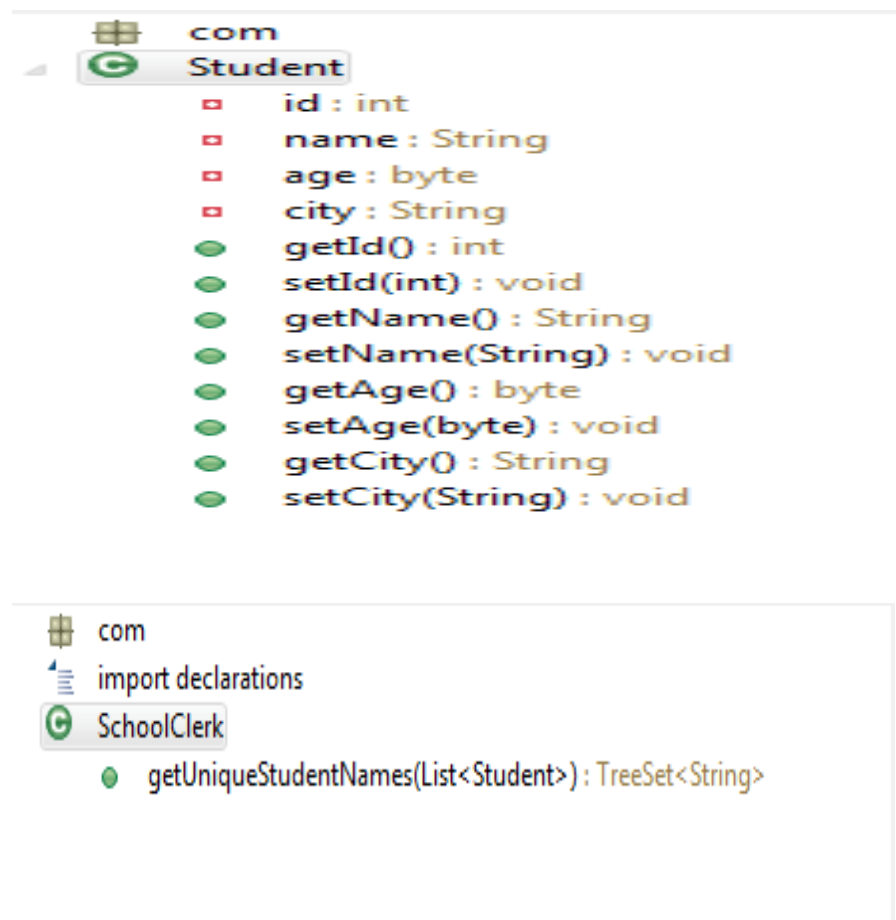 com
Student
id : int
name : String
age : byte
city : String
getId() : int
setId(int) : void
getName() : String
setName(String) : void
getAge() : byte
setAge(byte) : void
getCity() : String
setCity(String) : void
com
import declarations
SchoolClerk
getUniqueStudentNames(List<Student>) : TreeSet<String>